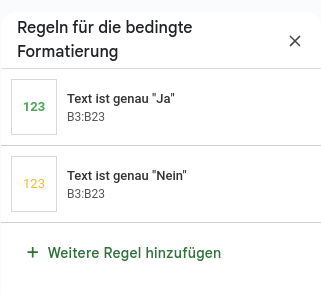 Regeln für die bedingte
Formatierung
123
Text ist genau "Ja"
B3:B23
123
Text ist genau "Nein"
B3:B23
+ Weitere Regel hinzufügen